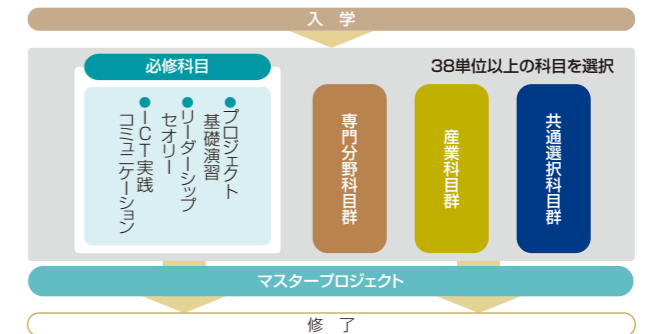 入 学
必修科目
38単位以上の科目を選択
●プロジェクト
基礎演習
●リーダーシップ
セオリー
●ICT実践
コミュニケーション
専門分野科目群
産業科目群
共通選択科目群
マスタープロジェクト
修 了